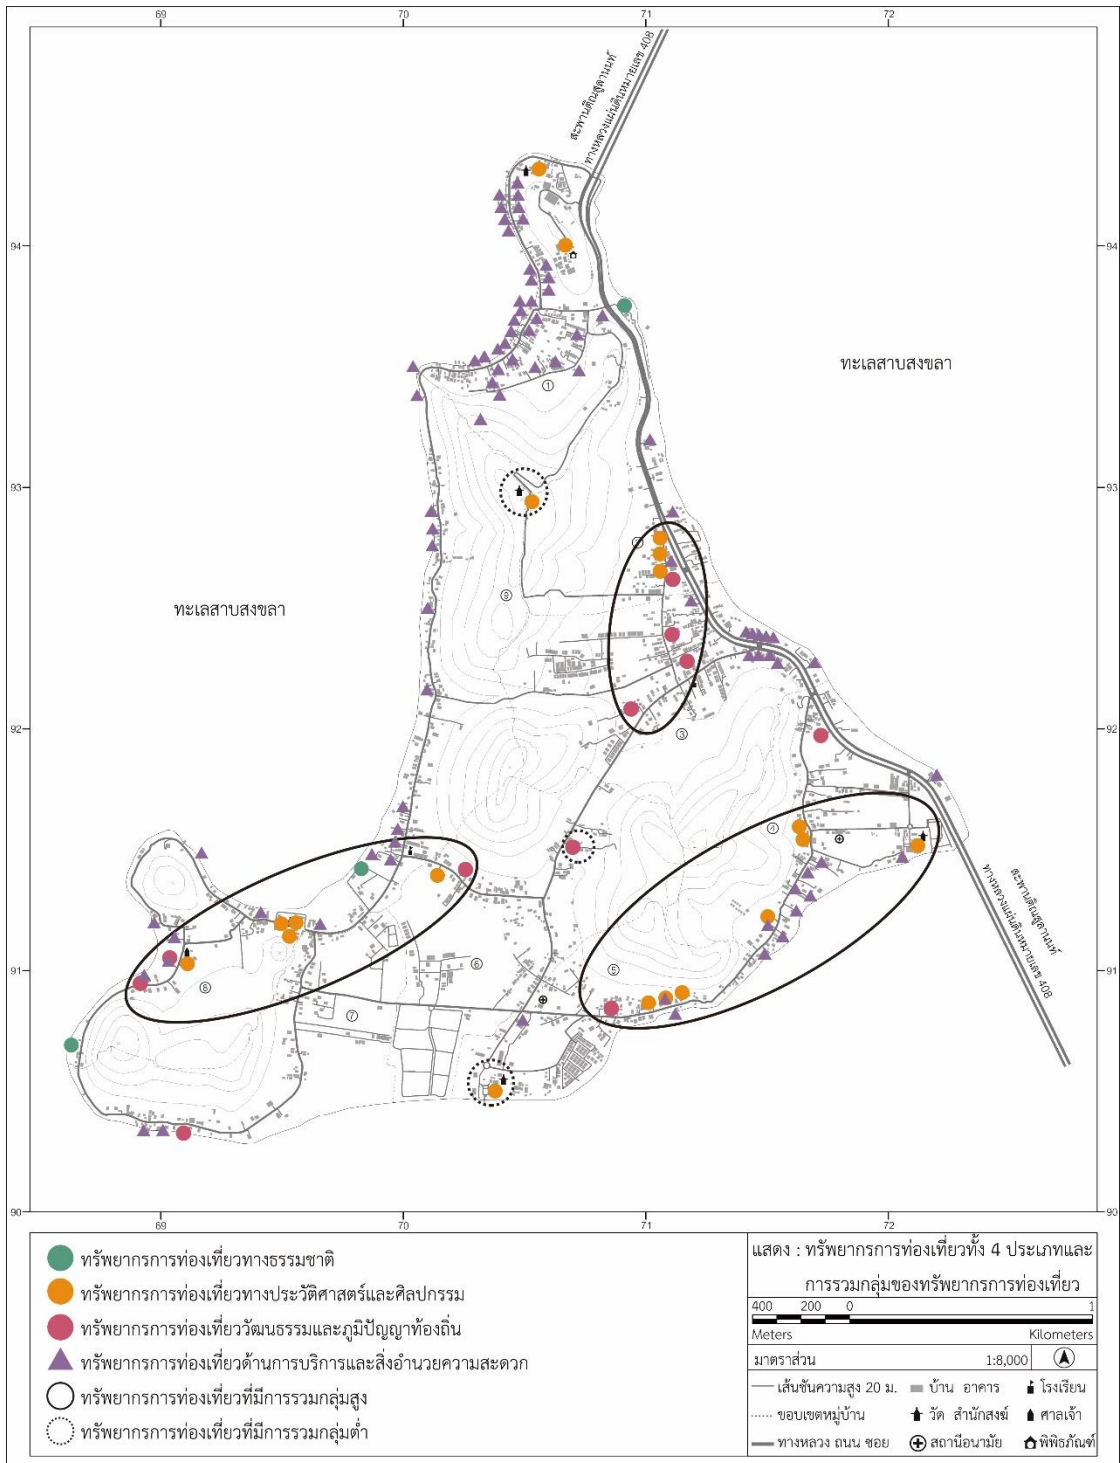 69 70 71 72
สะพานติณสูลานนท์
ทางหลวงแผ่นดินหมายเลข 408
94 94
ทะเลสาบสงขลา
①
93 93
②
⑨
ทะเลสาบสงขลา
92 92
③
④
สะพานติณสูลานนท์
ทางหลวงแผ่นดินหมายเลข 408
91 91
⑥
⑤
⑧
⑦
90 90
69 70 71 72
ทรัพยากรการท่องเที่ยวทางธรรมชาติ
ทรัพยากรการท่องเที่ยวทางประวัติศาสตร์และศิลปกรรม
ทรัพยากรการท่องเที่ยววัฒนธรรมและภูมิปัญญาท้องถิ่น
ทรัพยากรการท่องเที่ยวด้านการบริการและสิ่งอำนวยความสะดวก
ทรัพยากรการท่องเที่ยวที่มีการรวมกลุ่มสูง
ทรัพยากรการท่องเที่ยวที่มีการรวมกลุ่มต่ำ
แสดง : ทรัพยากรการท่องเที่ยวทั้ง 4 ประเภทและ
การรวมกลุ่มของทรัพยากรการท่องเที่ยว
400 200 0 1
Meters Kilometers
มาตราส่วน 1:8,000
เส้นชั้นความสูง 20 ม. บ้าน อาคาร โรงเรียน
ขอบเขตหมู่บ้าน วัด สำนักสงฆ์ ศาลเจ้า
ทางหลวง ถนน ซอย สถานีอนามัย พิพิธภัณฑ์